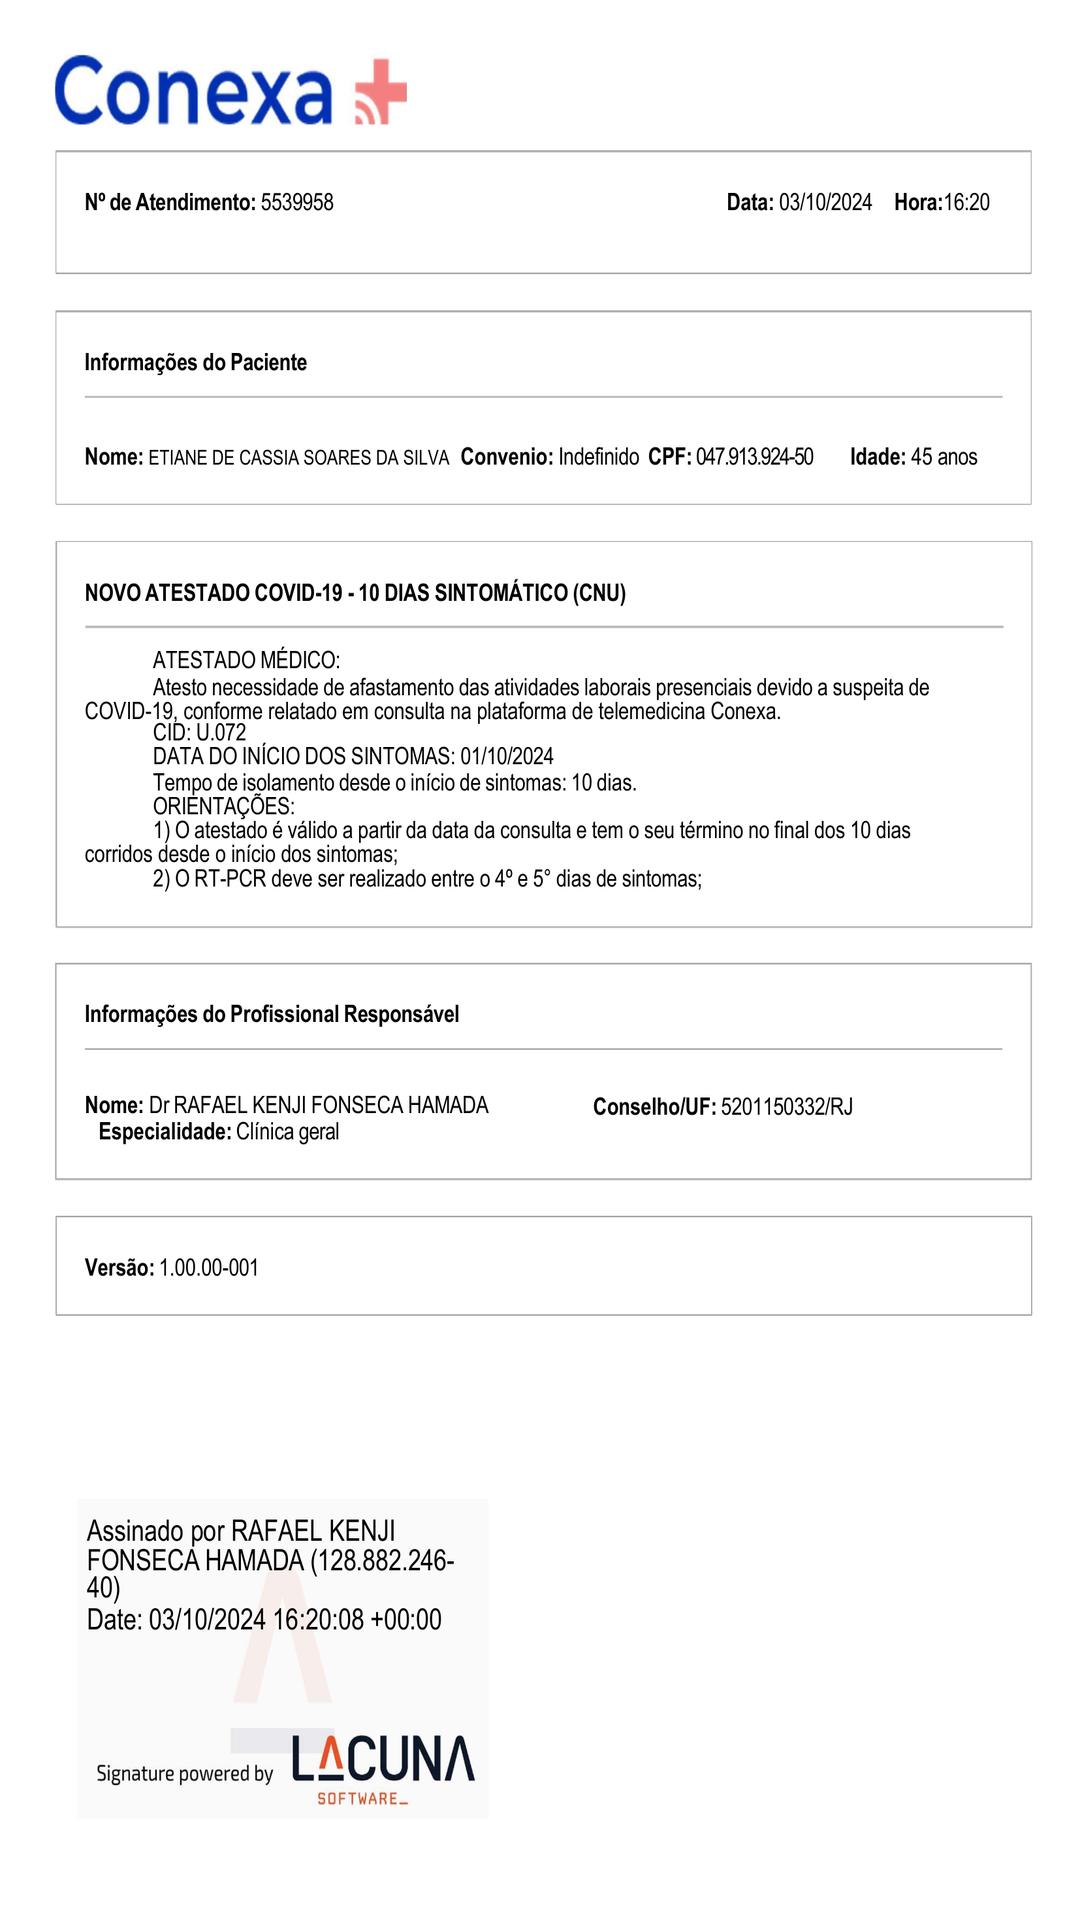 Conexa
Nº de Atendimento: 5539958 Data: 03/10/2024 Hora:16:20
Informações do Paciente
Nome: ETIANE DE CASSIA SOARES DA SILVA Convenio: Indefinido CPF: 047.913.924-50 Idade: 45 anos
NOVO ATESTADO COVID-19 - 10 DIAS SINTOMÁTICO (CNU)
ATESTADO MÉDICO:
Atesto necessidade de afastamento das atividades laborais presenciais devido a suspeita de
COVID-19, conforme relatado em consulta na plataforma de telemedicina Conexa.
CID: U.072
DATA DO INÍCIO DOS SINTOMAS: 01/10/2024
Tempo de isolamento desde o início de sintomas: 10 dias.
ORIENTAÇÕES:
1) O atestado é válido a partir da data da consulta e tem o seu término no final dos 10 dias
corridos desde o início dos sintomas;
2) O RT-PCR deve ser realizado entre o 4º e 5° dias de sintomas;
Informações do Profissional Responsável
Nome: Dr RAFAEL KENJI FONSECA HAMADA Conselho/UF: 5201150332/RJ
Especialidade: Clínica geral
Versão: 1.00.00-001
Assinado por RAFAEL KENJI
FONSECA HAMADA (128.882.246-
40)
Date: 03/10/2024 16:20:08 +00:00
Signature powered by LACUNA
SOFTWARE_